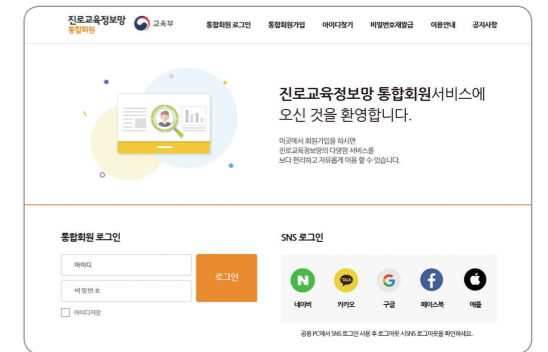 진로교육정보망
통합회원
교육부
통합회원 로그인 통합회원가입 아이디찾기 비밀번호재발급 이용안내 공지사항
진로교육정보망 통합회원서비스에
오신 것을 환영합니다.
이곳에서 회원가입을 하시면
진로교육정보망의 다양한 서비스를
보다 편리하고 자유롭게 이용 할 수 있습니다.
통합회원 로그인
아이디
비밀번호
로그인
아이디저장
SNS 로그인
N TALK G f
네이버 카카오 구글 페이스북 애플
공용 PC에서 SNS 로그인 사용 후 로그아웃 시SNS 로그아웃을 확인하세요.